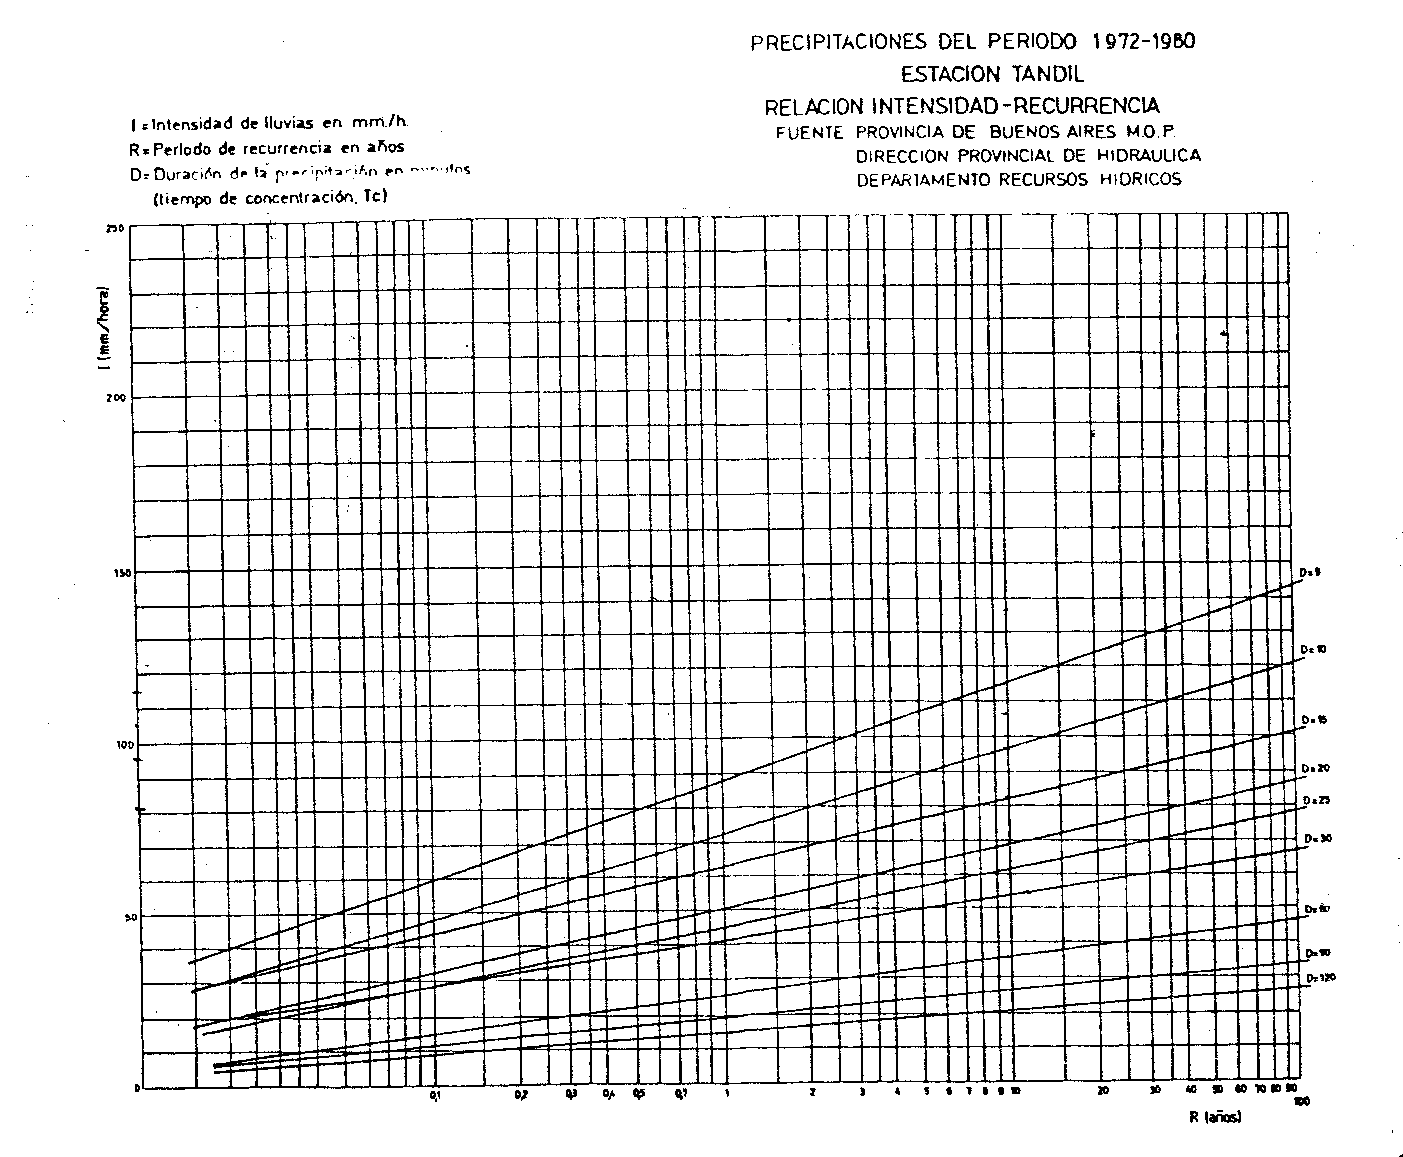 PRECIPITACIONES DEL PERIODO 1972-1980
ESTACION TANDIL
RELACION INTENSIDAD-RECURRENCIA
FUENTE PROVINCIA DE BUENOS AIRES M.O.P.
DIRECCION PROVINCIAL DE HIDRAULICA
DEPARTAMENTO RECURSOS HIDRICOS
I = Intensidad de lluvias en mm./h.
R = Período de recurrencia en años
D = Duración de la precipitación en minutos
(tiempo de concentración, Tc)
I (mm/hora)
250
200
150
100
50
0
D=5
D=10
D=15
D=20
D=25
D=30
D=60
D=90
D=120
0,1 0,2 0,3 0,4 0,5 0,7 1 2 3 4 5 6 7 8 9 10 20 30 40 50 60 70 80 90
100
R (años)